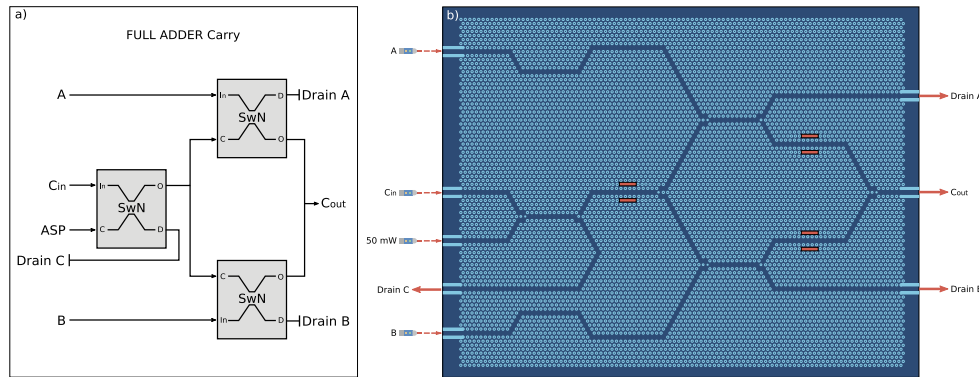 a)
FULL ADDER Carry
A
In
D
Drain A
SwN
C
O
Cin
In
O
SwN
Cout
ASP
C
D
Drain C
C
O
SwN
B
In
D
Drain B
b)
A
Drain A
Cin
Cout
50 mW
Drain C
Drain B
B